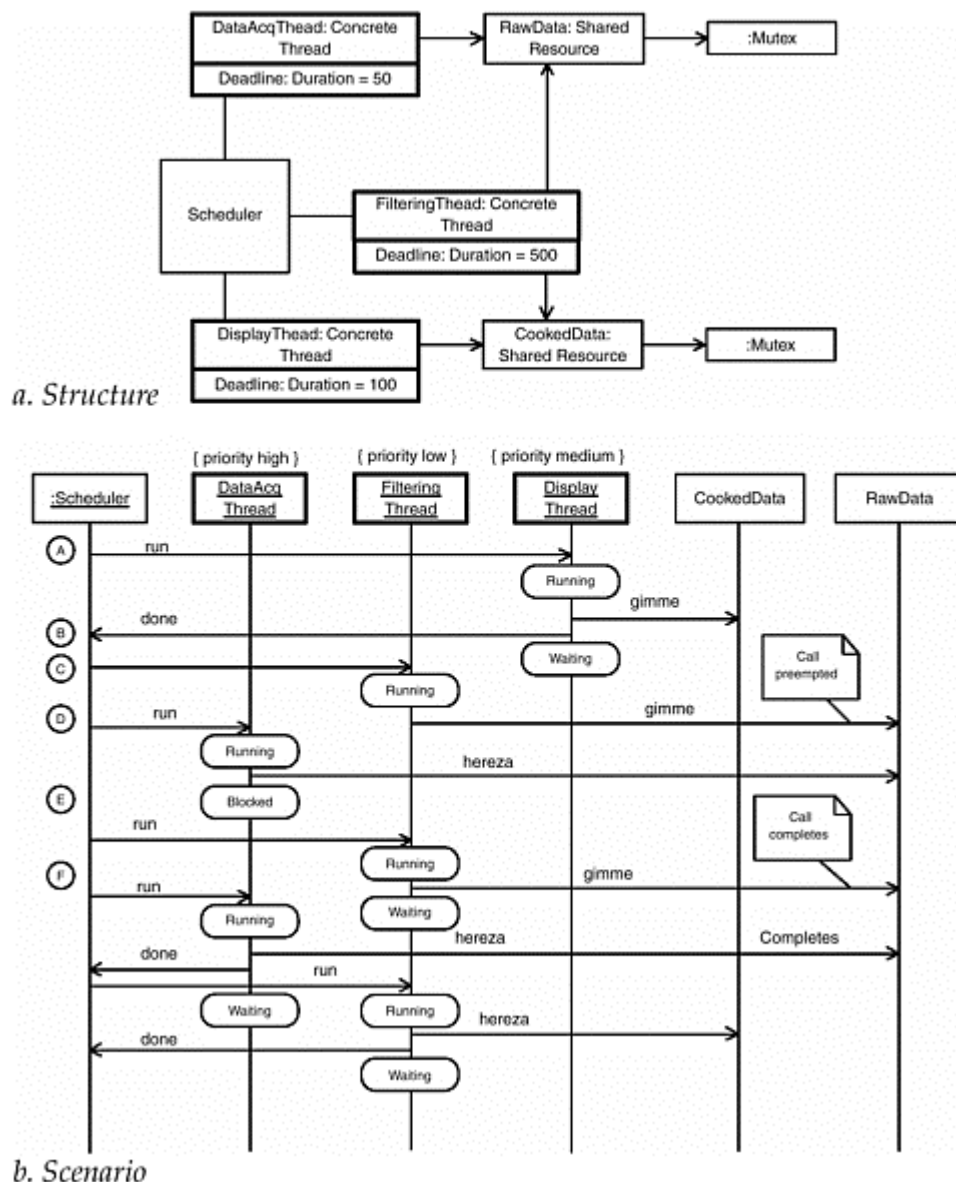 DataAcqThead: Concrete
Thread
Deadline: Duration = 50
RawData: Shared
Resource
:Mutex
Scheduler
FilteringThead: Concrete
Thread
Deadline: Duration = 500
DisplayThead: Concrete
Thread
Deadline: Duration = 100
CookedData:
Shared Resource
:Mutex
a. Structure
{ priority high }
{ priority low }
{ priority medium }
:Scheduler
DataAcq
Thread
Filtering
Thread
Display
Thread
CookedData
RawData
A
run
Running
gimme
done
B
Waiting
Call
preempted
C
Running
D
run
gimme
Running
hereza
E
Blocked
Call
completes
run
Running
F
run
gimme
Running
Waiting
hereza
Completes
done
run
Waiting
Running
hereza
done
Waiting
b. Scenario